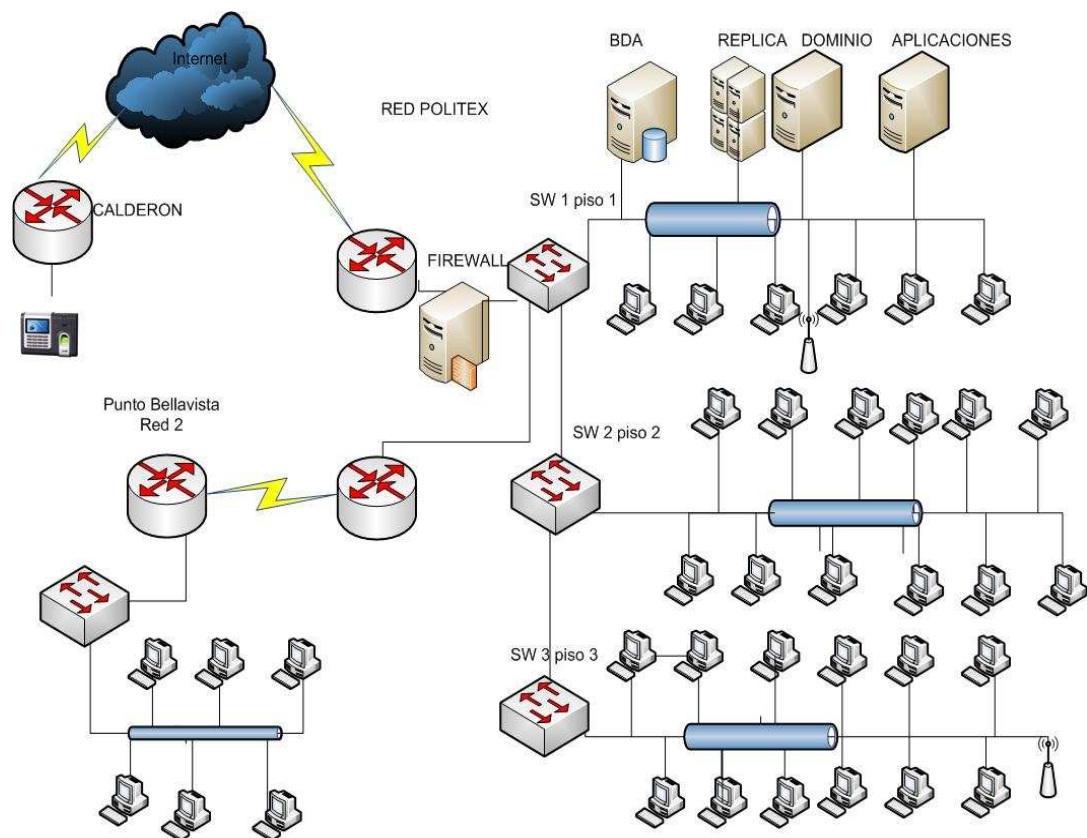 Internet
RED POLITEX
BDA
REPLICA
DOMINIO
APLICACIONES
CALDERON
FIREWALL
SW 1 piso 1
Punto Bellavista
Red 2
SW 2 piso 2
SW 3 piso 3